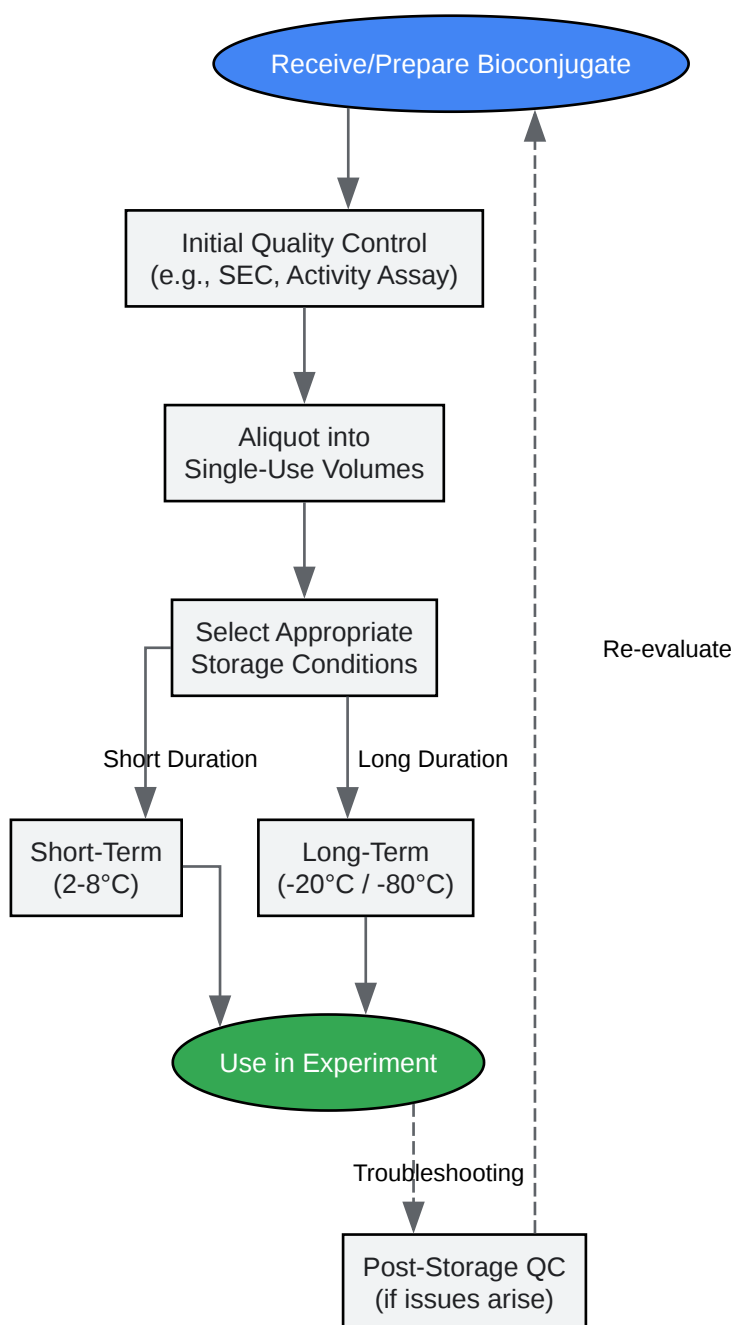 Receive/Prepare Bioconjugate
Initial Quality Control
(e.g., SEC, Activity Assay)
Aliquot into
Single-Use Volumes
Select Appropriate
Storage Conditions
Re-evaluate
Short Duration
Long Duration
Short-Term
(2-8°C)
Long-Term
(-20°C / -80°C)
Use in Experiment
Troubleshooting
Post-Storage QC
(if issues arise)